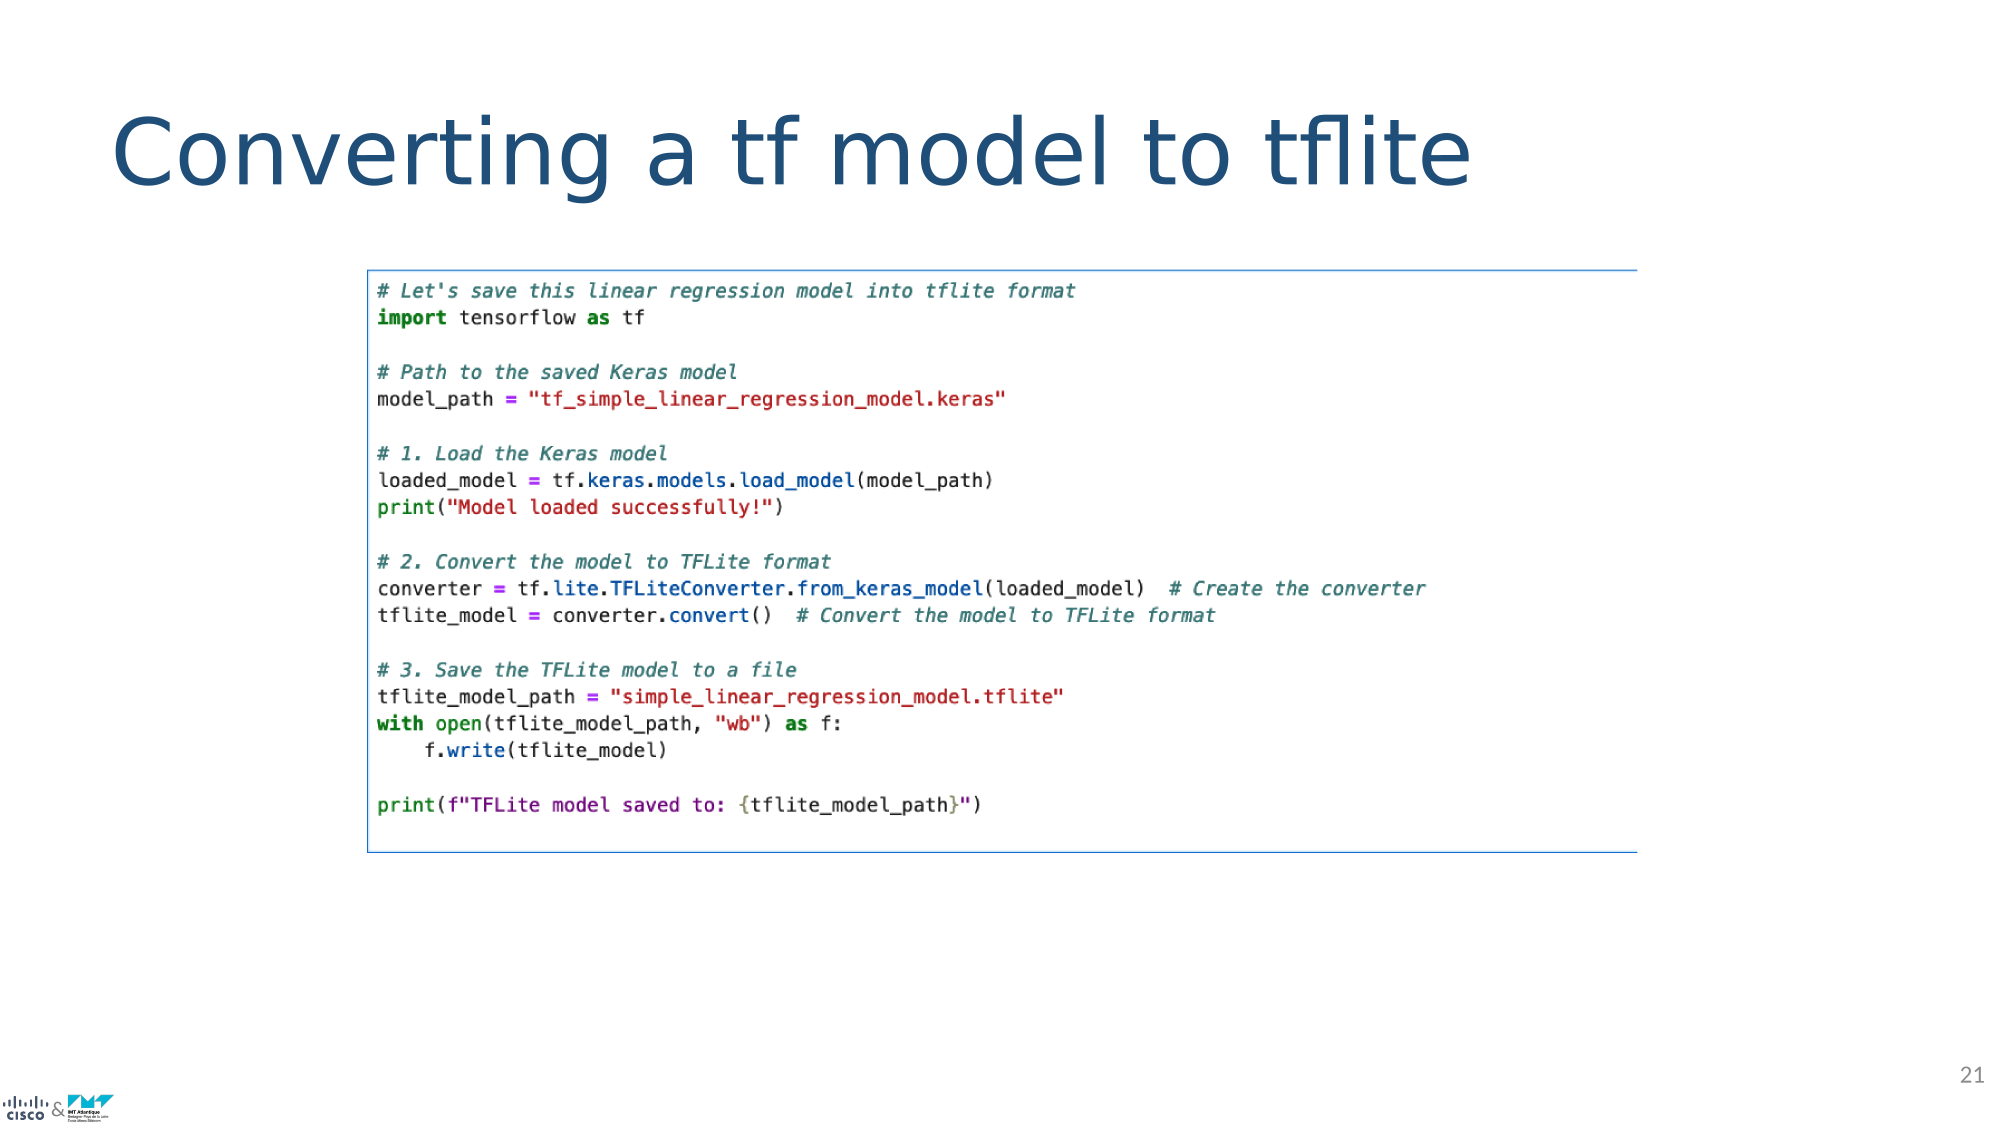 Converting a tf model to tflite
# Let's save this linear regression model into tflite format
import tensorflow as tf
# Path to the saved Keras model
model_path = "tf_simple_linear_regression_model.keras"
# 1. Load the Keras model
loaded_model = tf.keras.models.load_model(model_path)
print("Model loaded successfully!")
# 2. Convert the model to TFLite format
converter = tf.lite.TFLiteConverter.from_keras_model(loaded_model)  # Create the converter
tflite_model = converter.convert()  # Convert the model to TFLite format
# 3. Save the TFLite model to a file
tflite_model_path = "simple_linear_regression_model.tflite"
with open(tflite_model_path, "wb") as f:
    f.write(tflite_model)
print(f"TFLite model saved to: {tflite_model_path}")
21
CISCO & IMT Atlantique